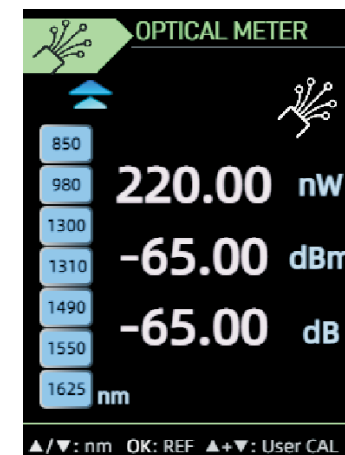 OPTICAL METER
850
980
1300
1310
1490
1550
1625 nm
220.00 nW
-65.00 dBm
-65.00 dB
▲/▼: nm OK: REF ▲+▼: User CAL